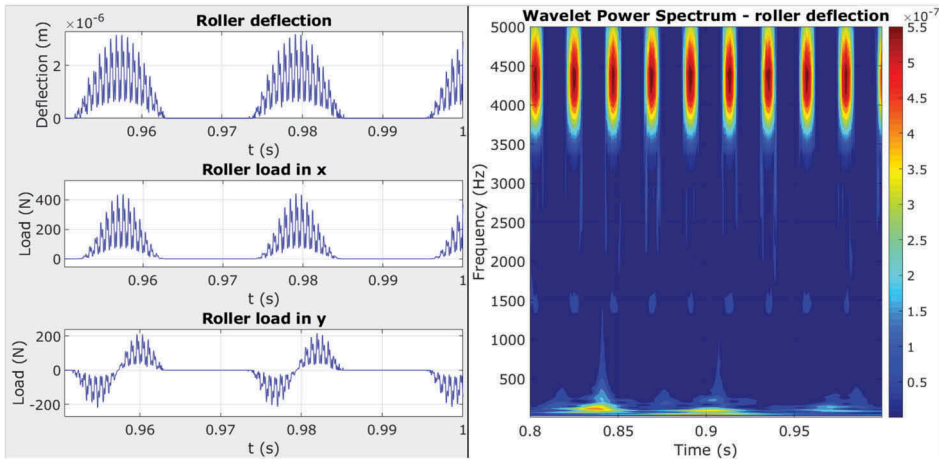 Roller deflection
×10⁻⁶
Deflection (m)
2
0
0.96 0.97 0.98 0.99 1
t (s)
Roller load in x
Load (N)
400
200
0
0.96 0.97 0.98 0.99 1
t (s)
Roller load in y
Load (N)
200
0
-200
0.96 0.97 0.98 0.99 1
t (s)
Wavelet Power Spectrum - roller deflection
×10⁻⁷
Frequency (Hz)
5000
4500
4000
3500
3000
2500
2000
1500
1000
500
0.8 0.85 0.9 0.95
Time (s)
5.5
5
4.5
4
3.5
3
2.5
2
1.5
1
0.5